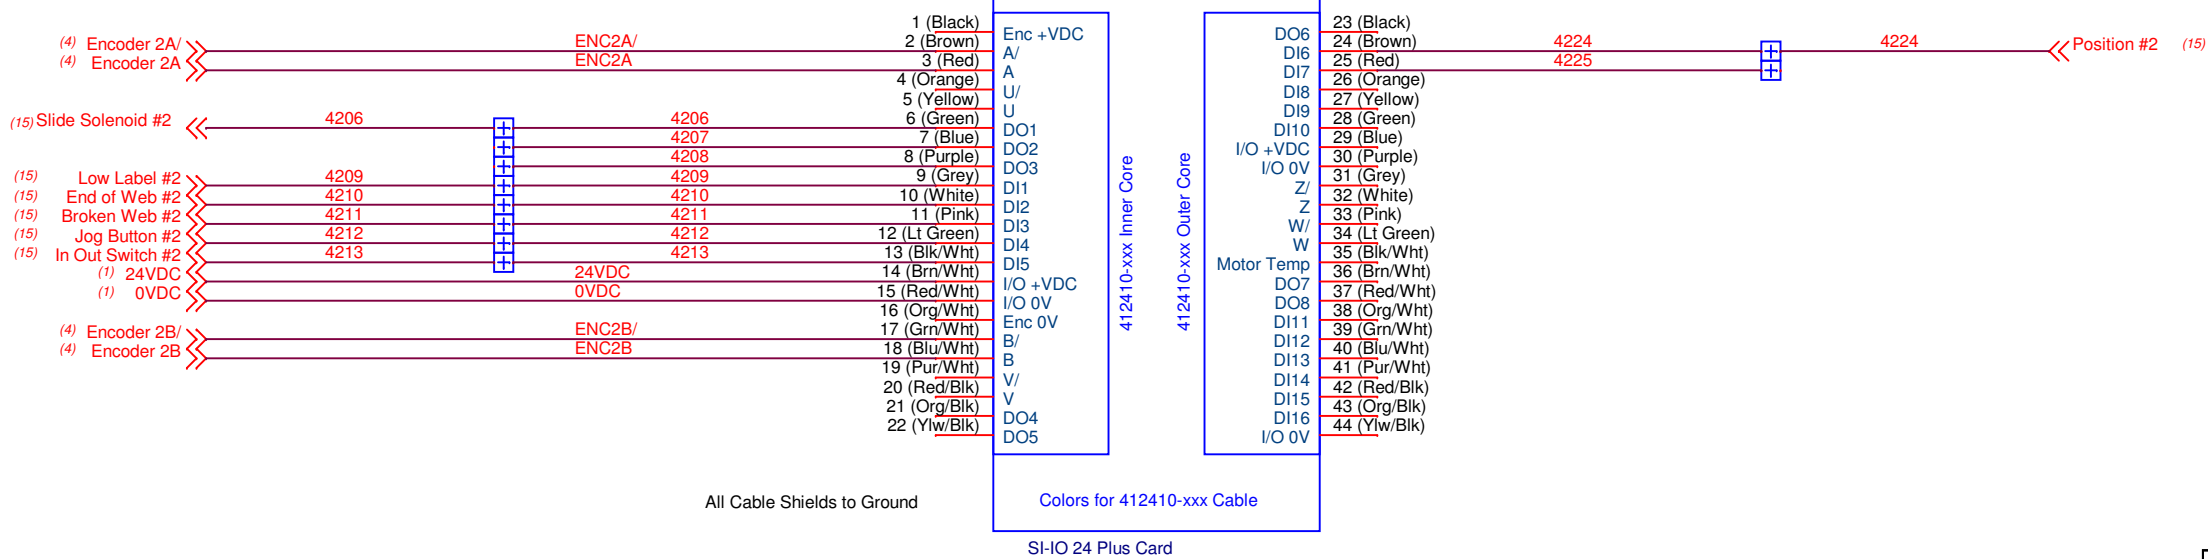 1 (Black) Enc +VDC
(4) Encoder 2A/ ENC2A/ 2 (Brown) A/
(4) Encoder 2A ENC2A 3 (Red) A
4 (Orange) U/
5 (Yellow) U
(15) Slide Solenoid #2 4206 4206 6 (Green) DO1
4207 7 (Blue) DO2
4208 8 (Purple) DO3
(15) Low Label #2 4209 4209 9 (Grey) DI1
(15) End of Web #2 4210 4210 10 (White) DI2
(15) Broken Web #2 4211 4211 11 (Pink) DI3
(15) Jog Button #2 4212 4212 12 (Lt Green) DI4
(15) In Out Switch #2 4213 4213 13 (Blk/Wht) DI5
(1) 24VDC 24VDC 14 (Brn/Wht) I/O +VDC
(1) 0VDC 0VDC 15 (Red/Wht) I/O 0V
16 (Org/Wht) Enc 0V
(4) Encoder 2B/ ENC2B/ 17 (Grn/Wht) B/
(4) Encoder 2B ENC2B 18 (Blu/Wht) B
19 (Pur/Wht) V/
20 (Red/Blk) V
21 (Org/Blk) DO4
22 (Ylw/Blk) DO5
412410-xxx Inner Core
412410-xxx Outer Core
DO6 23 (Black)
DI6 24 (Brown) 4224 4224 Position #2 (15)
DI7 25 (Red) 4225
DI8 26 (Orange)
DI9 27 (Yellow)
DI10 28 (Green)
I/O +VDC 29 (Blue)
I/O 0V 30 (Purple)
Z/ 31 (Grey)
Z 32 (White)
W/ 33 (Pink)
W 34 (Lt Green)
Motor Temp 35 (Blk/Wht)
DO7 36 (Brn/Wht)
DO8 37 (Red/Wht)
DI11 38 (Org/Wht)
DI12 39 (Grn/Wht)
DI13 40 (Blu/Wht)
DI14 41 (Pur/Wht)
DI15 42 (Red/Blk)
DI16 43 (Org/Blk)
I/O 0V 44 (Ylw/Blk)
All Cable Shields to Ground
Colors for 412410-xxx Cable
SI-IO 24 Plus Card